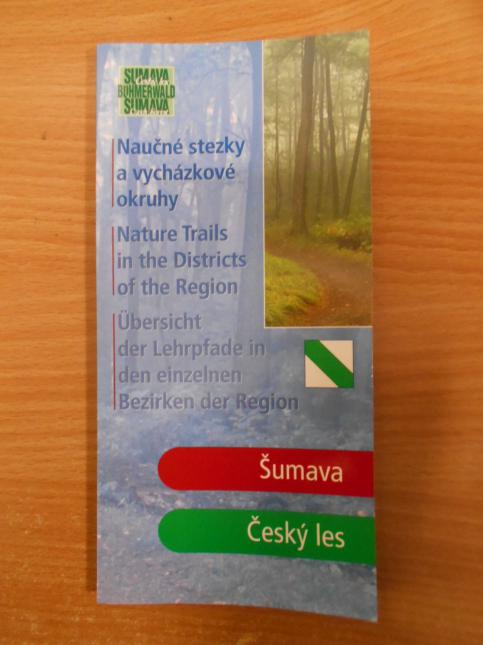 ŠUMAVA
BÖHMERWALD
ŠUMAVA
Naučné stezky
a vycházkové
okruhy
Nature Trails
in the Districts
of the Region
Übersicht
der Lehrpfade in
den einzelnen
Bezirken der Region
Šumava
Český les